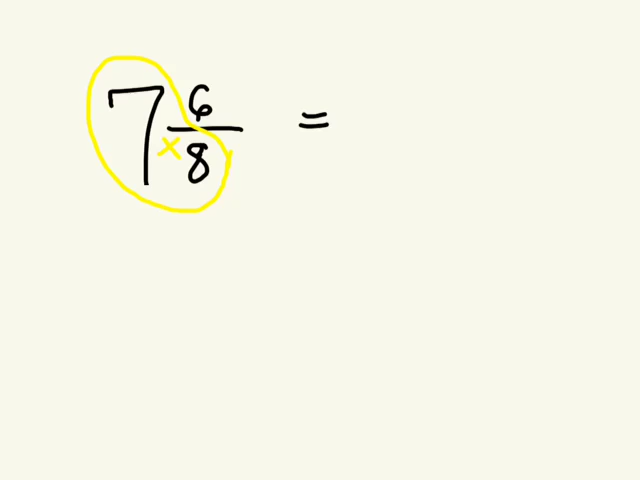 7 6/8 =
×